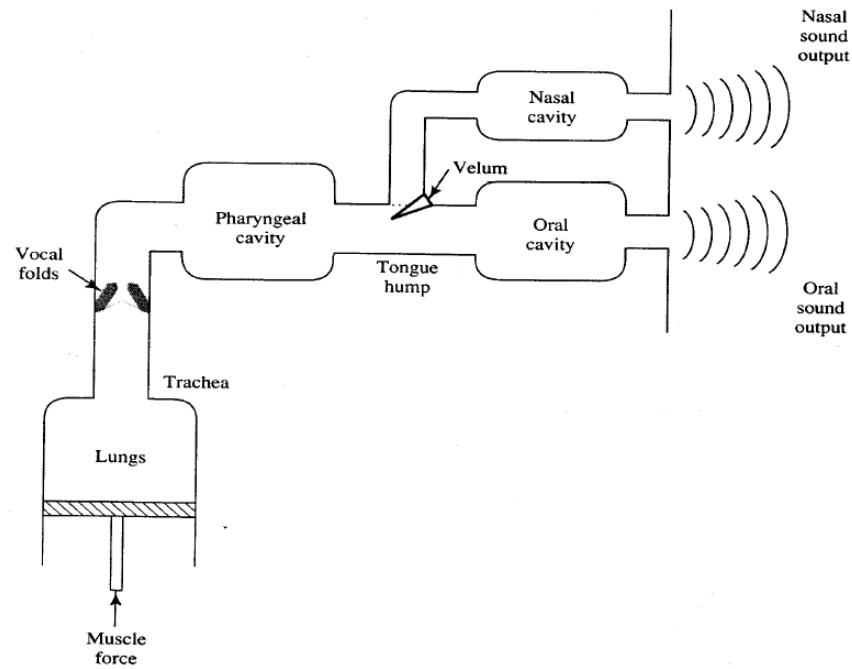 Nasal
sound
output
Nasal
cavity
Velum
Pharyngeal
cavity
Oral
cavity
Vocal
folds
Tongue
hump
Oral
sound
output
Trachea
Lungs
Muscle
force